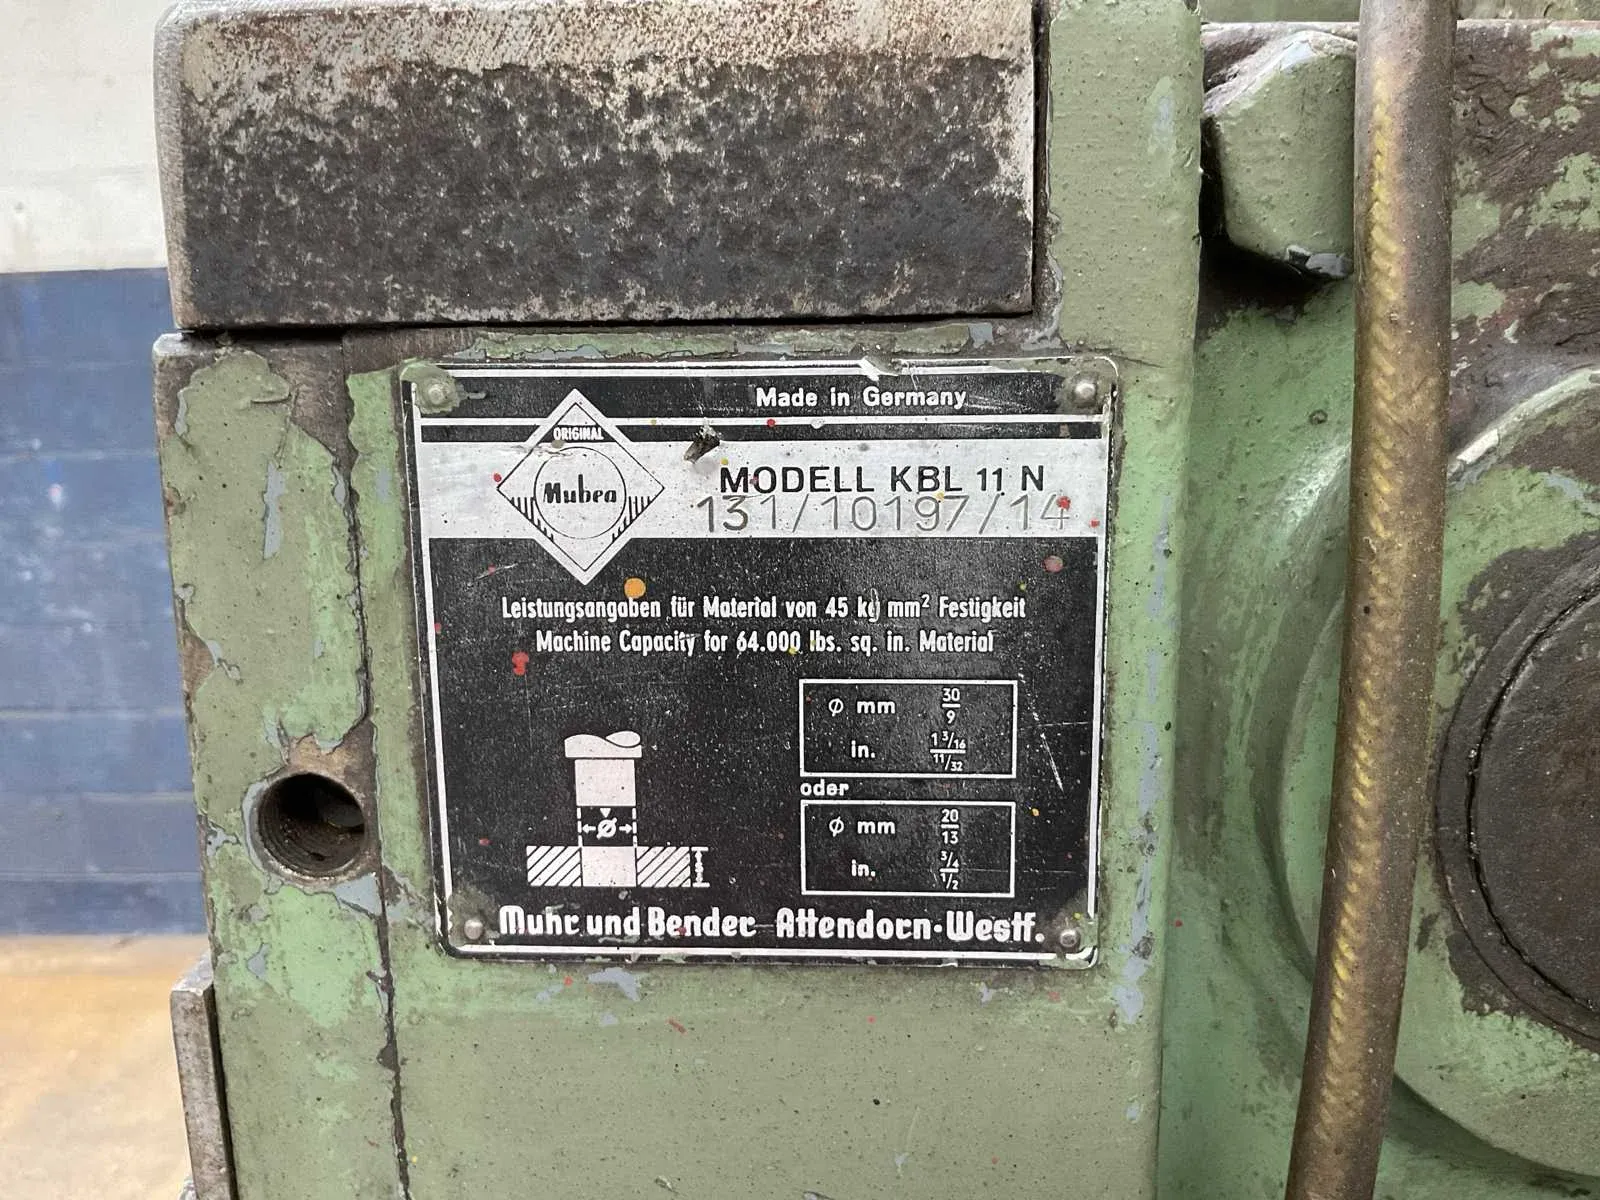 Made in Germany
ORIGINAL
Mubea
MODELL KBL 11 N
131/10197/14
Leistungsangaben für Material von 45 kg mm² Festigkeit
Machine Capacity for 64.000 lbs. sq. in. Material
Ø mm 30/9
in. 1 3/16 / 11/32
oder
Ø mm 20/13
in. 3/4 / 1/2
Ø
Muhr und Bender Attendorn-Westf.